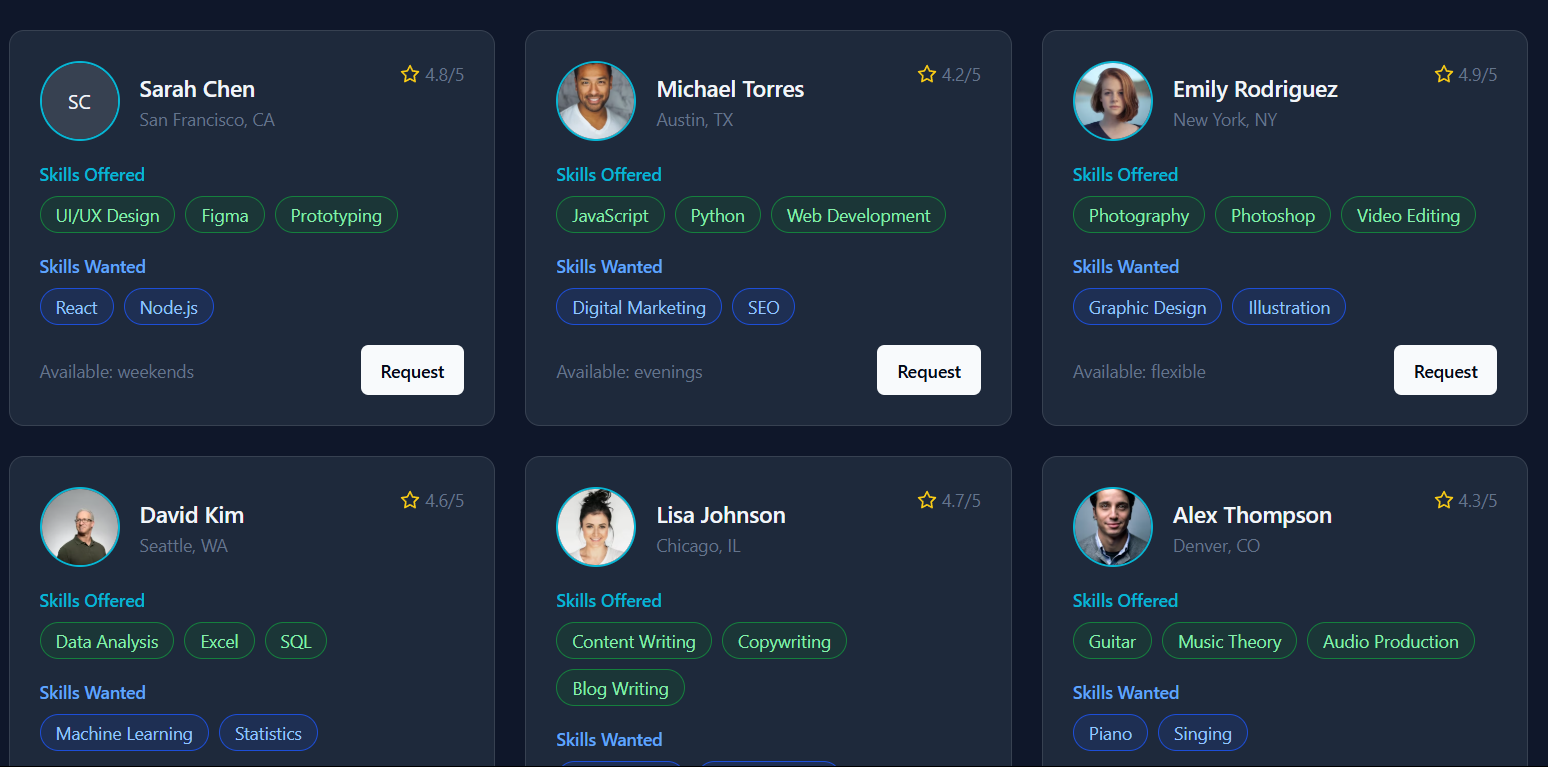 SC
Sarah Chen
San Francisco, CA
4.8/5
Skills Offered
UI/UX Design Figma Prototyping
Skills Wanted
React Node.js
Available: weekends
Request
Michael Torres
Austin, TX
4.2/5
Skills Offered
JavaScript Python Web Development
Skills Wanted
Digital Marketing SEO
Available: evenings
Request
Emily Rodriguez
New York, NY
4.9/5
Skills Offered
Photography Photoshop Video Editing
Skills Wanted
Graphic Design Illustration
Available: flexible
Request
David Kim
Seattle, WA
4.6/5
Skills Offered
Data Analysis Excel SQL
Skills Wanted
Machine Learning Statistics
Lisa Johnson
Chicago, IL
4.7/5
Skills Offered
Content Writing Copywriting
Blog Writing
Skills Wanted
Alex Thompson
Denver, CO
4.3/5
Skills Offered
Guitar Music Theory Audio Production
Skills Wanted
Piano Singing